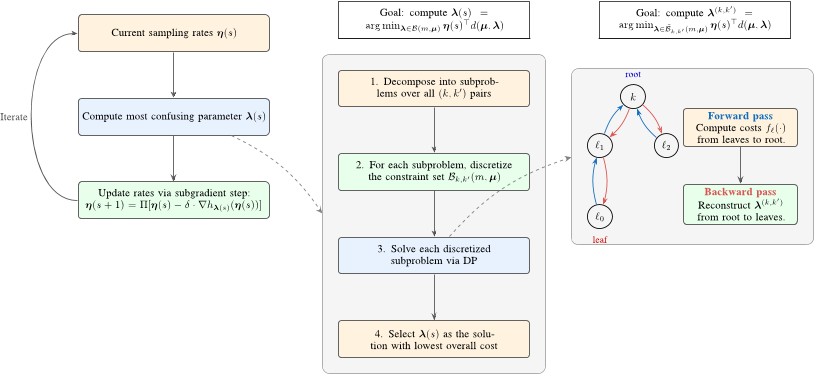 Current sampling rates η(s)
Iterate
Compute most confusing parameter λ(s)
Update rates via subgradient step:
η(s + 1) = Π[η(s) − δ · ∇h_{λ(s)}(η(s))]
Goal: compute λ(s) =
arg min_{λ∈B(m,μ)} η(s)^⊤ d(μ, λ)
1. Decompose into subprob-
lems over all (k, k′) pairs
2. For each subproblem, discretize
the constraint set B_{k,k′}(m, μ)
3. Solve each discretized
subproblem via DP
4. Select λ(s) as the solu-
tion with lowest overall cost
Goal: compute λ^{(k,k′)} =
arg min_{λ∈B̃_{k,k′}(m,μ)} η(s)^⊤ d(μ, λ)
root
k
ℓ₁
ℓ₂
ℓ₀
leaf
Forward pass
Compute costs f_ℓ(·)
from leaves to root.
Backward pass
Reconstruct λ^{(k,k′)}
from root to leaves.